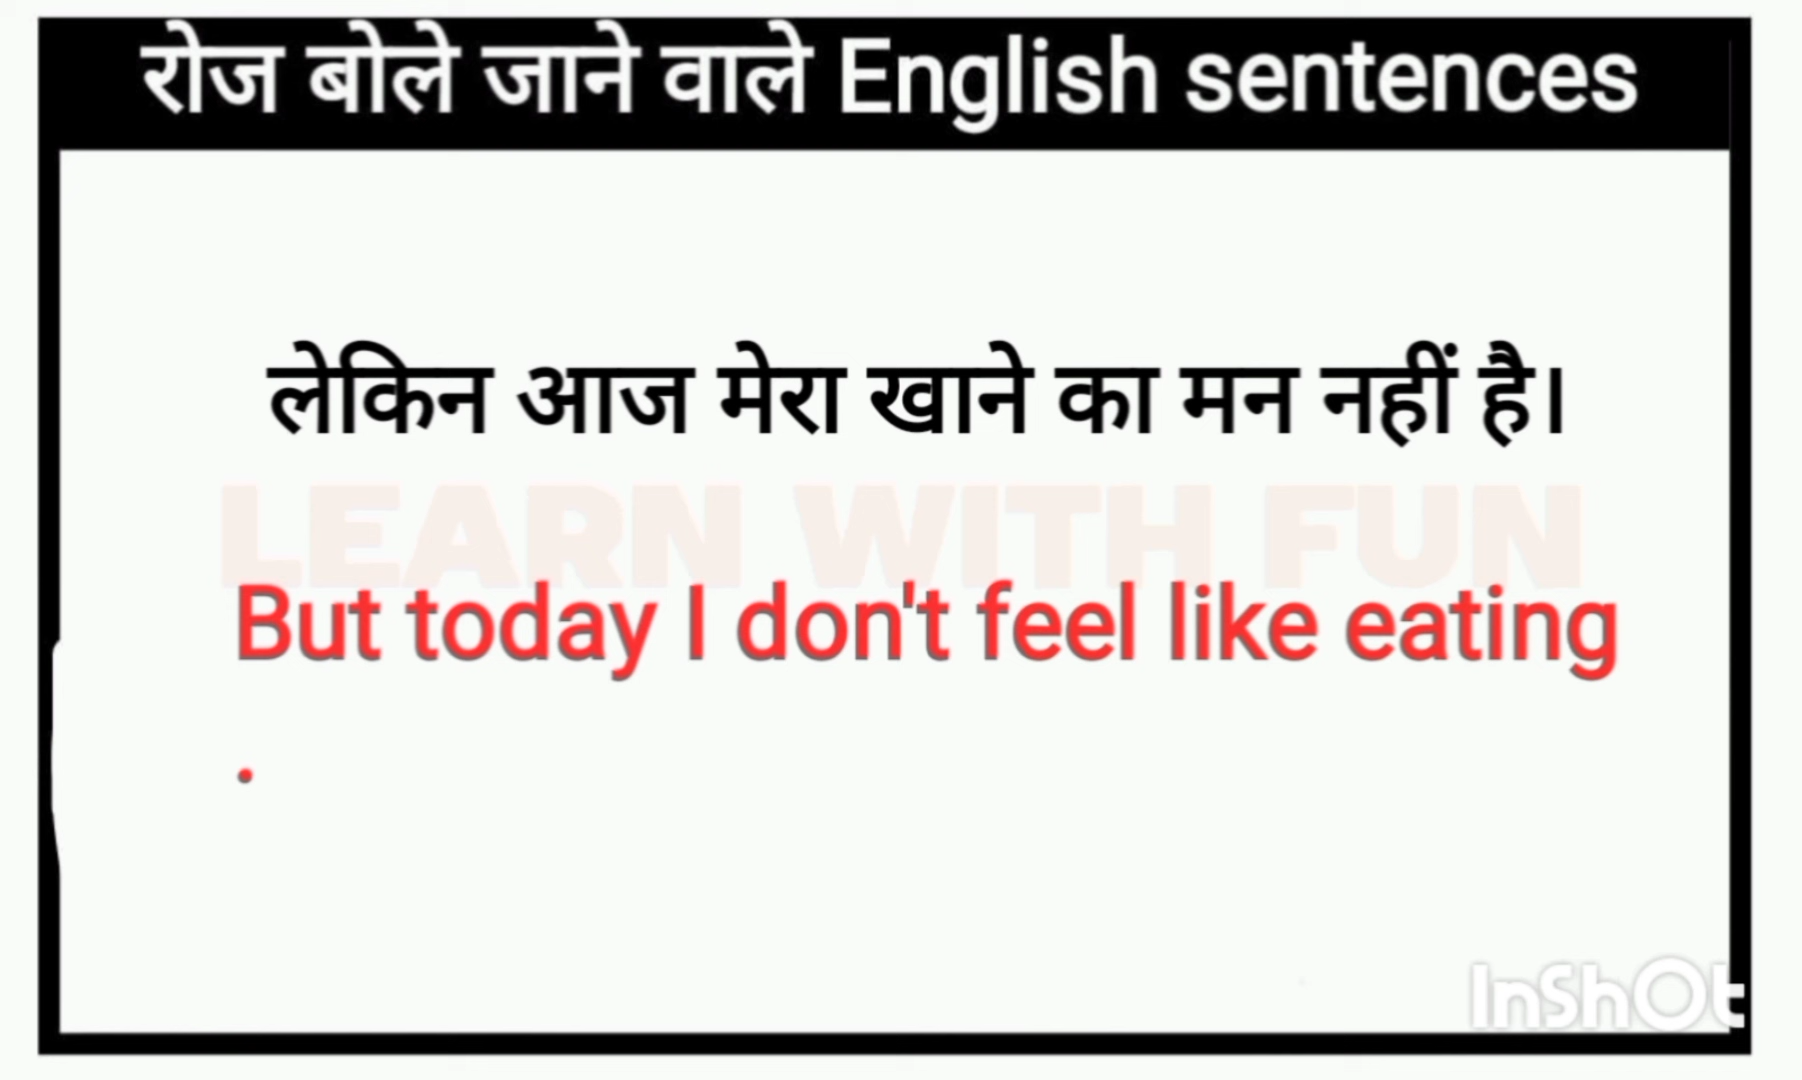 रोज बोले जाने वाले English sentences
लेकिन आज मेरा खाने का मन नहीं है।
LEARN WITH FUN
But today I don't feel like eating
.
InShOt